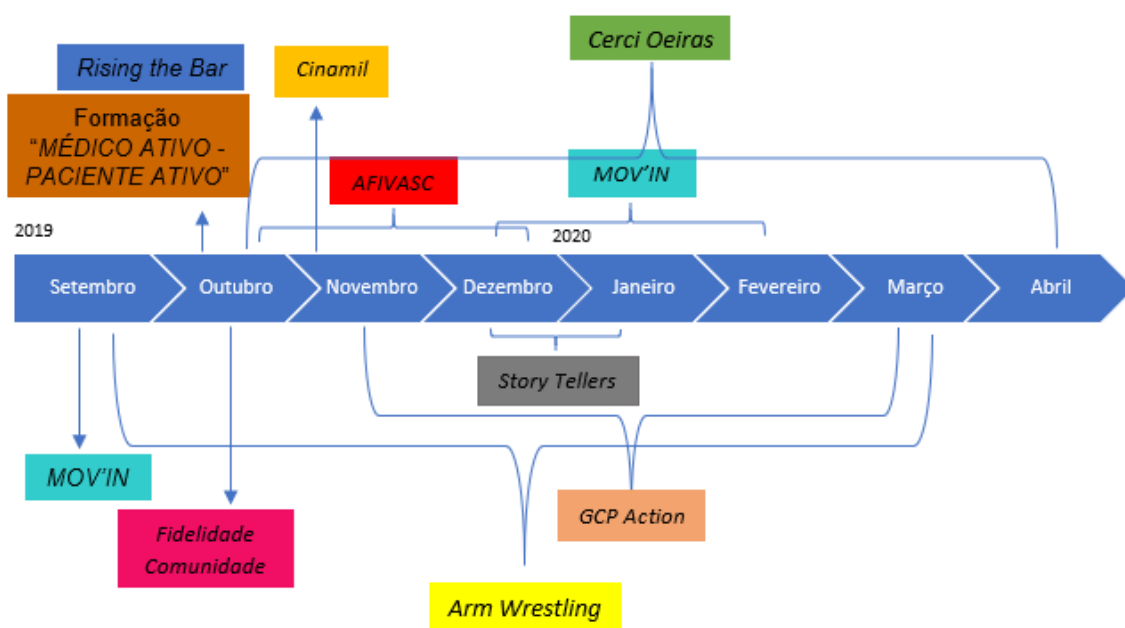 Cerci Oeiras
Rising the Bar
Cinamil
Formação
“MÉDICO ATIVO -
PACIENTE ATIVO”
AFIVASC
MOV'IN
2019
2020
Setembro
Outubro
Novembro
Dezembro
Janeiro
Fevereiro
Março
Abril
Story Tellers
MOV'IN
GCP Action
Fidelidade
Comunidade
Arm Wrestling